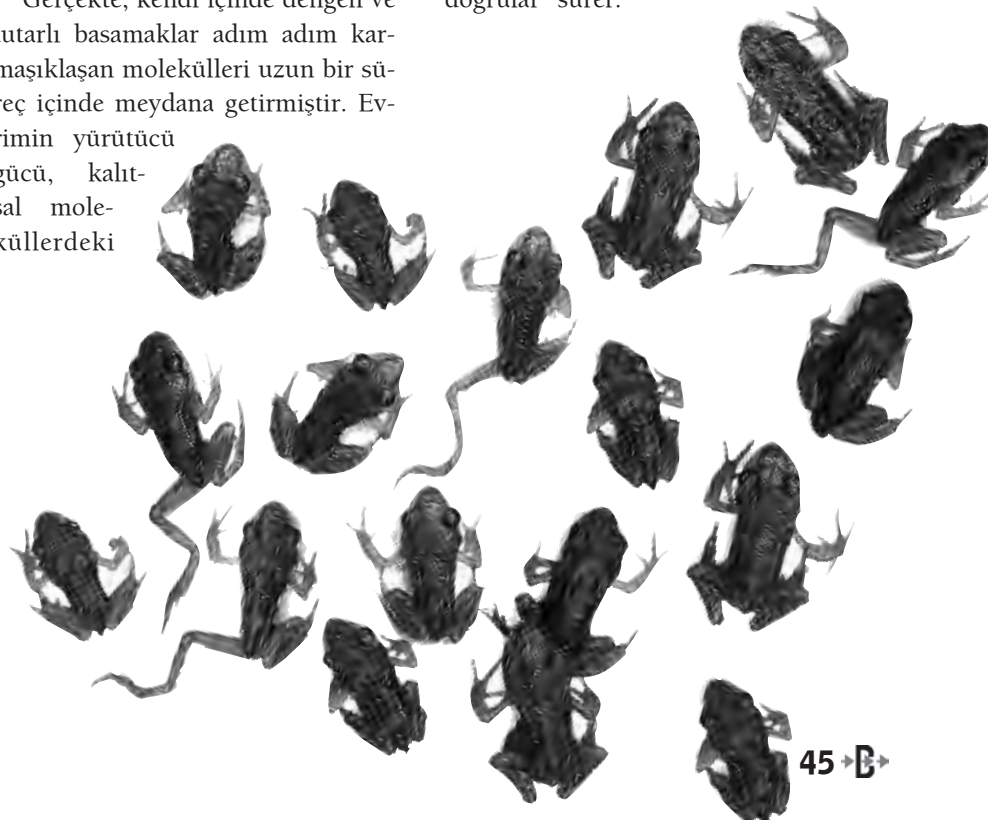 Gerçekte, kendi içinde dengeli ve
tutarlı basamaklar adım adım kar-
maşıklaşan molekülleri uzun bir sü-
reç içinde meydana getirmiştir. Ev-
rimin yürütücü
gücü, kalıt-
sal mole-
küllerdeki
doğrular sürer.
45